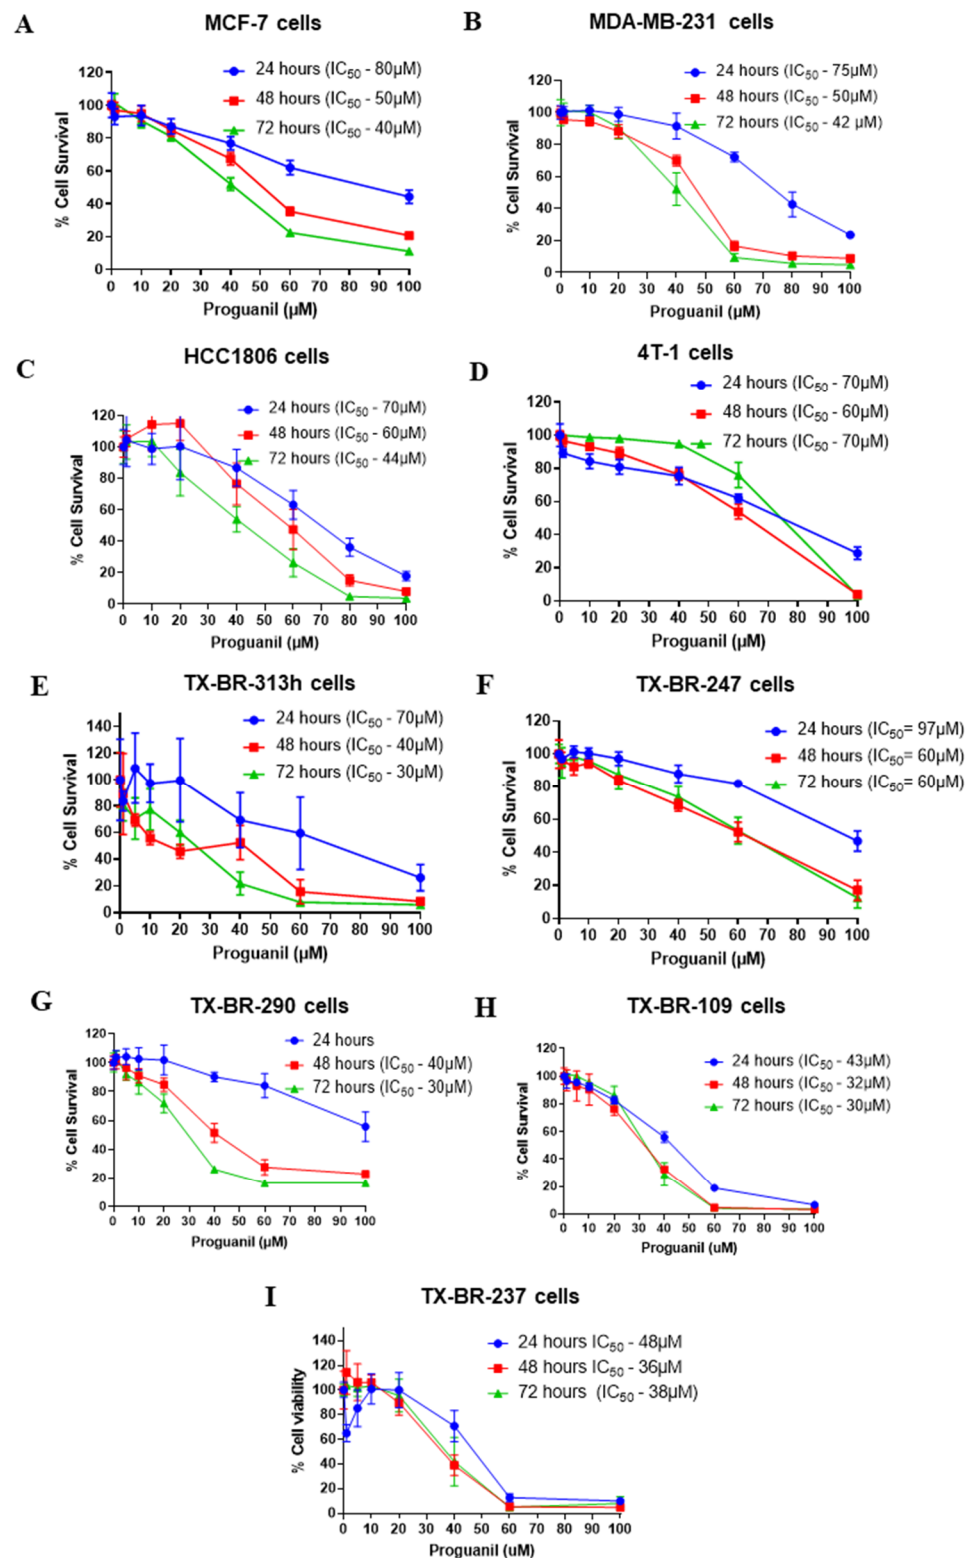 A
MCF-7 cells
24 hours (IC50 - 80µM)
48 hours (IC50 - 50µM)
72 hours (IC50 - 40µM)
% Cell Survival
120
100
80
60
40
20
0
0 10 20 30 40 50 60 70 80 90 100
Proguanil (µM)
B
MDA-MB-231 cells
24 hours (IC50 - 75µM)
48 hours (IC50 - 50µM)
72 hours (IC50 - 42 µM)
% Cell Survival
120
100
80
60
40
20
0
0 10 20 30 40 50 60 70 80 90 100
Proguanil (µM)
C
HCC1806 cells
24 hours (IC50 - 70µM)
48 hours (IC50 - 60µM)
72 hours (IC50 - 44µM)
% Cell Survival
120
100
80
60
40
20
0
0 10 20 30 40 50 60 70 80 90 100
Proguanil (µM)
D
4T-1 cells
24 hours (IC50 - 70µM)
48 hours (IC50 - 60µM)
72 hours (IC50 - 70µM)
% Cell Survival
120
100
80
60
40
20
0
0 10 20 30 40 50 60 70 80 90 100
Proguanil (µM)
E
TX-BR-313h cells
24 hours (IC50 - 70µM)
48 hours (IC50 - 40µM)
72 hours (IC50 - 30µM)
% Cell Survival
140
120
100
80
60
40
20
0
0 10 20 30 40 50 60 70 80 90 100
Proguanil (µM)
F
TX-BR-247 cells
24 hours (IC50= 97µM)
48 hours (IC50= 60µM)
72 hours (IC50= 60µM)
% Cell Survival
120
100
80
60
40
20
0
0 10 20 30 40 50 60 70 80 90 100
Proguanil (µM)
G
TX-BR-290 cells
24 hours
48 hours (IC50 - 40µM)
72 hours (IC50 - 30µM)
% Cell Survival
120
100
80
60
40
20
0
0 10 20 30 40 50 60 70 80 90 100
Proguanil (µM)
H
TX-BR-109 cells
24 hours (IC50 - 43µM)
48 hours (IC50 - 32µM)
72 hours (IC50 - 30µM)
% Cell Survival
120
100
80
60
40
20
0
0 10 20 30 40 50 60 70 80 90 100
Proguanil (uM)
I
TX-BR-237 cells
24 hours IC50 - 48µM
48 hours IC50 - 36µM
72 hours (IC50 - 38µM)
% Cell viability
140
120
100
80
60
40
20
0
0 10 20 30 40 50 60 70 80 90 100
Proguanil (uM)